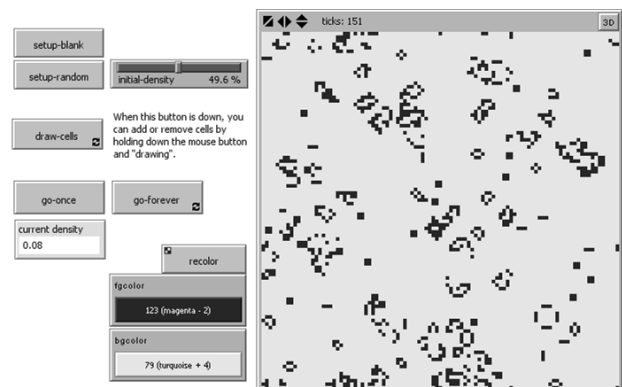 ticks: 151
3D
setup-blank
setup-random
initial-density 49.6 %
draw-cells
When this button is down, you
can add or remove cells by
holding down the mouse button
and "drawing".
go-once
go-forever
current density
0.08
recolor
fgcolor
123 (magenta - 2)
bgcolor
79 (turquoise + 4)